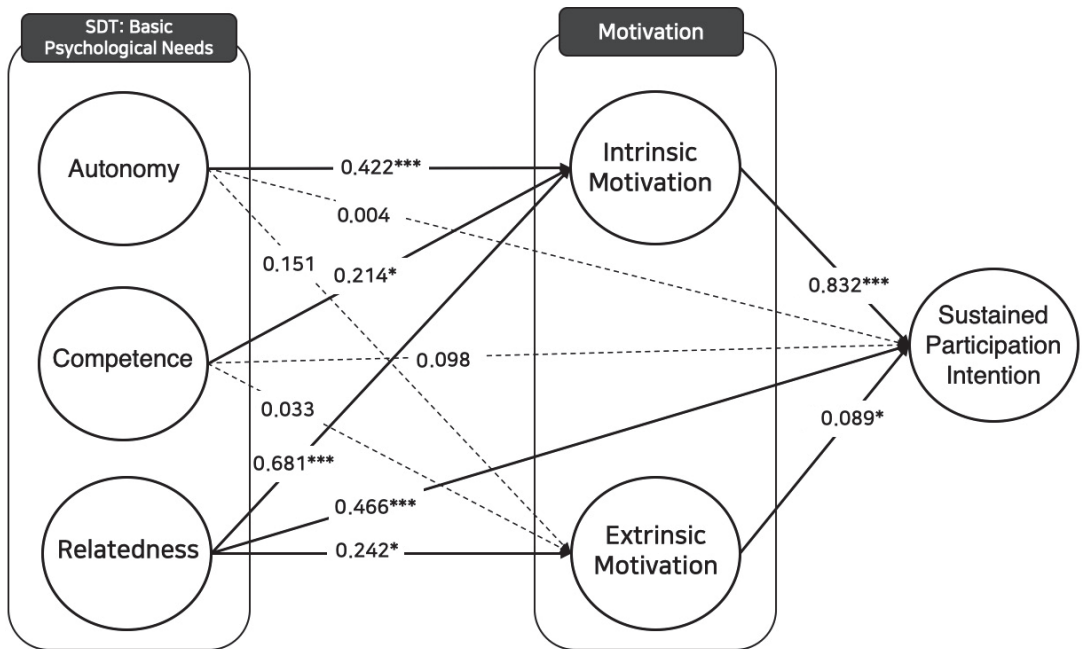 SDT: Basic
Psychological Needs
Motivation
Autonomy
0.422***
Intrinsic
Motivation
0.004
0.151
0.214*
0.832***
Sustained
Participation
Intention
Competence
0.098
0.033
0.089*
0.681***
0.466***
Relatedness
0.242*
Extrinsic
Motivation